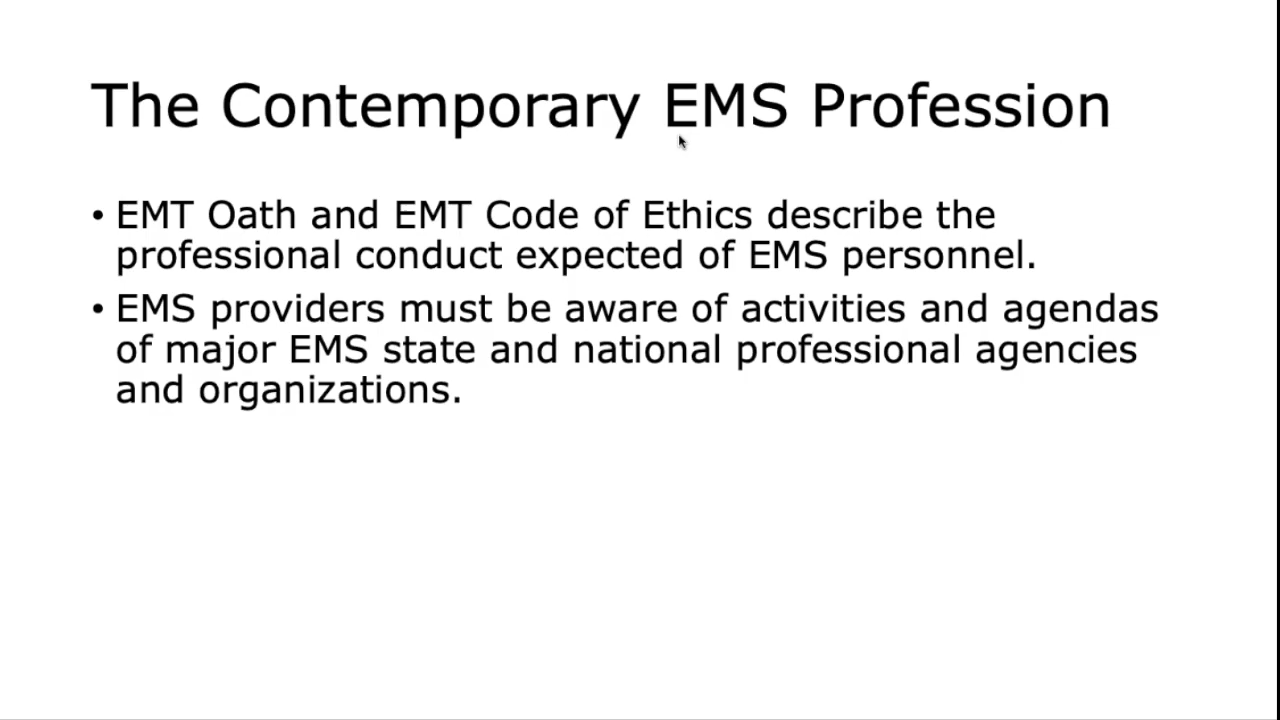 The Contemporary EMS Profession
• EMT Oath and EMT Code of Ethics describe the
professional conduct expected of EMS personnel.
• EMS providers must be aware of activities and agendas
of major EMS state and national professional agencies
and organizations.